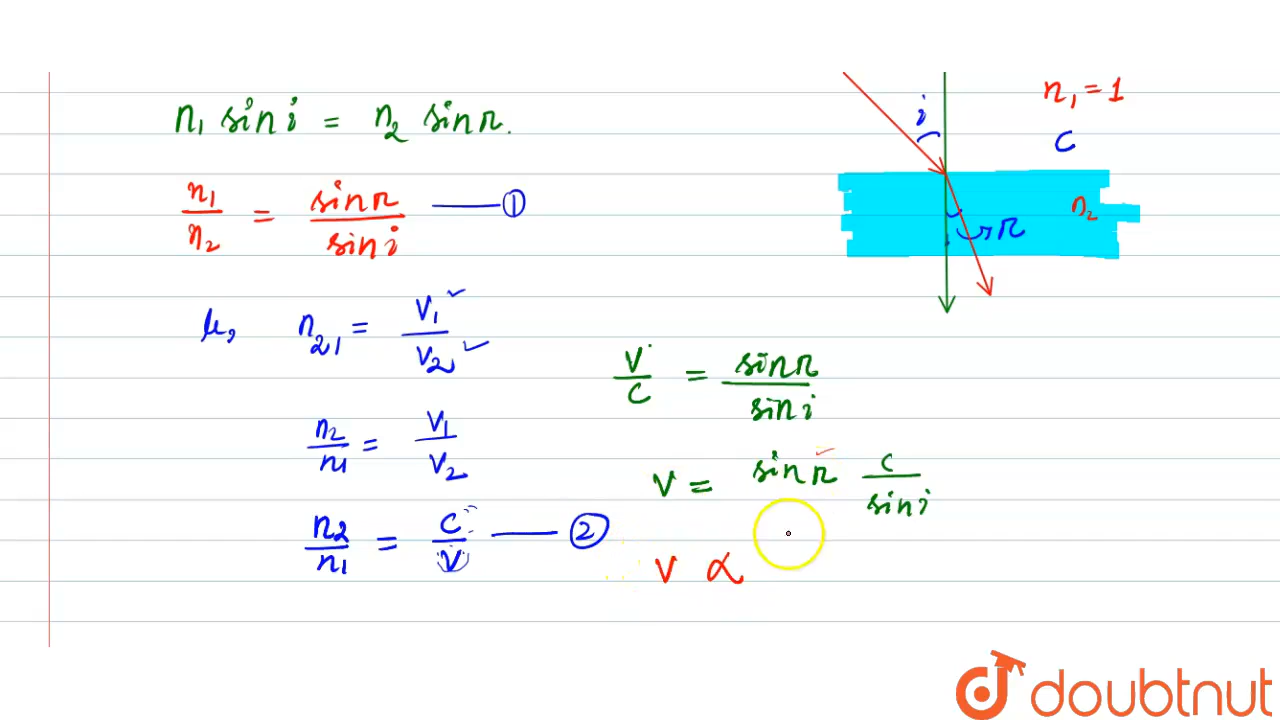 n₁ sin i = n₂ sin r.
n₁/n₂ = sin r/sin i —— ①
μ, n₂₁ = V₁/V₂
n₂/n₁ = V₁/V₂
n₂/n₁ = C/V —— ②
V/C = sin r/sin i
V = sin r C/sin i
V ∝
i
n₁ = 1
C
n₂
r
doubtnut